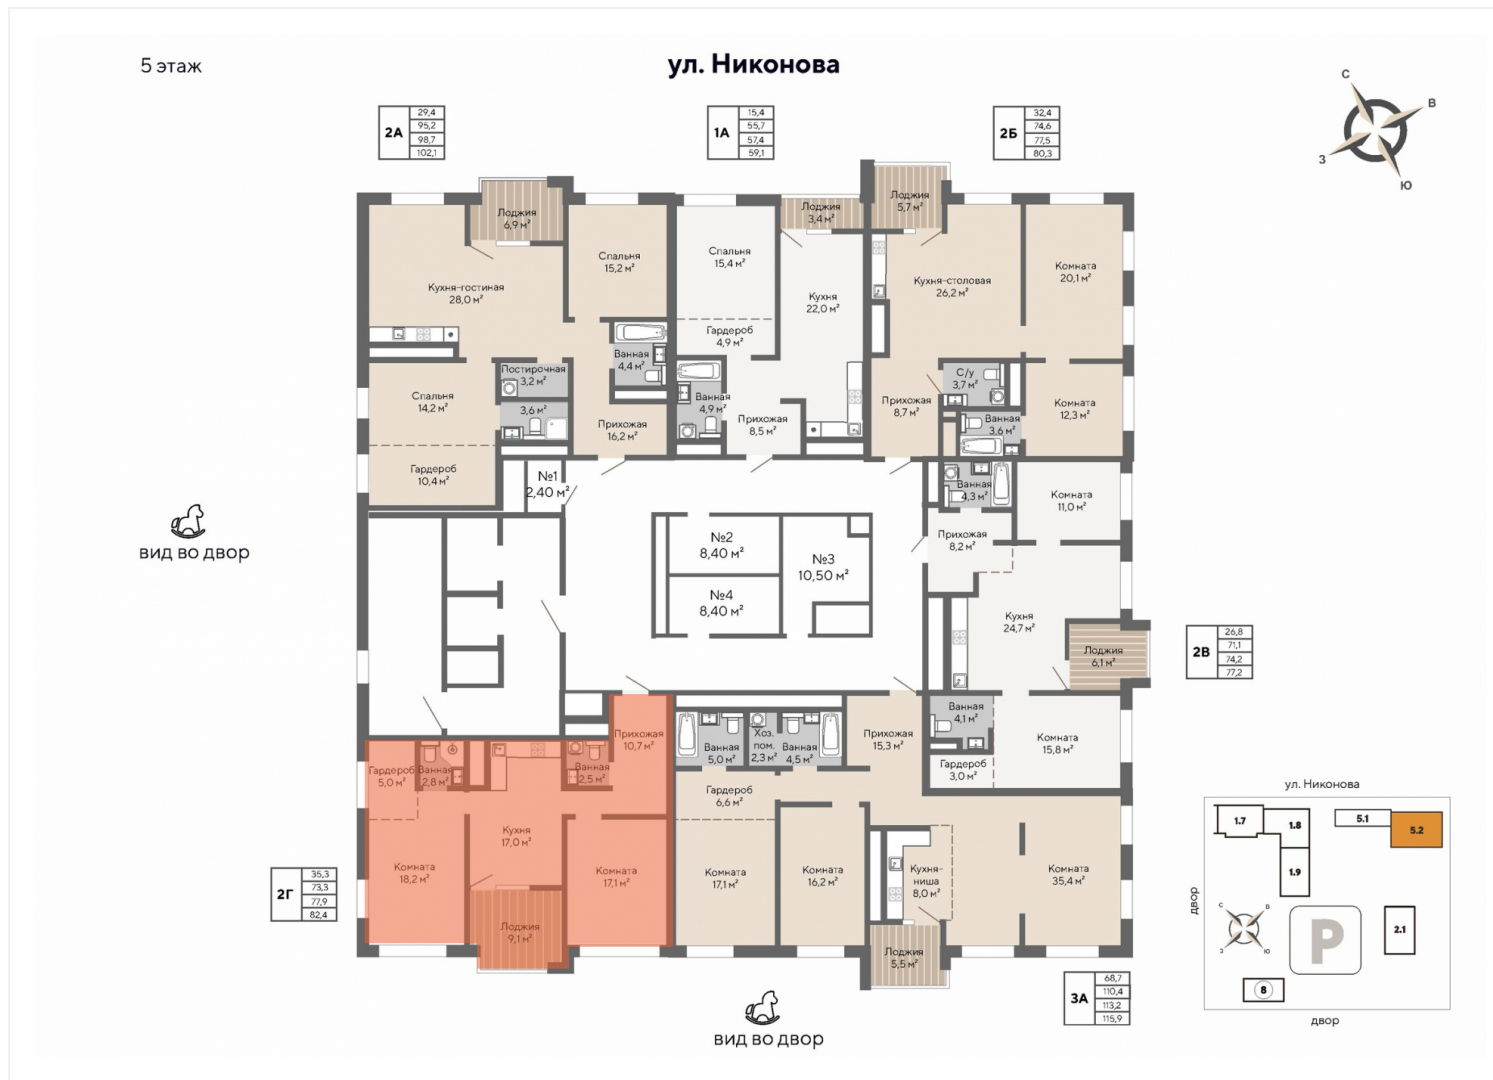 5 этаж
ул. Никонова
2А
29,4
95,2
98,7
102,1
1А
15,4
55,7
57,4
59,1
2Б
32,4
74,6
77,5
80,3
С
В
З
Ю
Лоджия
6,9 м²
Спальня
15,2 м²
Кухня-гостиная
28,0 м²
Ванная
4,4 м²
Постирочная
3,2 м²
3,6 м²
Спальня
14,2 м²
Гардероб
10,4 м²
Прихожая
16,2 м²
Спальня
15,4 м²
Гардероб
4,9 м²
Лоджия
3,4 м²
Кухня
22,0 м²
Ванная
4,9 м²
Прихожая
8,5 м²
Лоджия
5,7 м²
Кухня-столовая
26,2 м²
Комната
20,1 м²
С/у
3,7 м²
Прихожая
8,7 м²
Ванная
3,6 м²
Комната
12,3 м²
№1
2,40 м²
№2
8,40 м²
№3
10,50 м²
№4
8,40 м²
вид во двор
Ванная
4,3 м²
Комната
11,0 м²
Прихожая
8,2 м²
Кухня
24,7 м²
Лоджия
6,1 м²
2В
26,8
71,1
74,2
77,2
Ванная
4,1 м²
Комната
15,8 м²
Гардероб
3,0 м²
Прихожая
10,7 м²
Гардероб
5,0 м²
Ванная
2,8 м²
Ванная
2,5 м²
Кухня
17,0 м²
Комната
18,2 м²
Комната
17,1 м²
Лоджия
9,1 м²
2Г
35,3
73,3
77,9
82,4
Ванная
5,0 м²
Хоз.
пом.
2,3 м²
Ванная
4,5 м²
Прихожая
15,3 м²
Гардероб
6,6 м²
Комната
17,1 м²
Комната
16,2 м²
Кухня-
ниша
8,0 м²
Комната
35,4 м²
Лоджия
5,5 м²
3А
68,7
110,4
113,2
115,9
вид во двор
ул. Никонова
1.7
1.8
1.9
5.1
5.2
двор
С
В
З
Ю
P
2.1
8
двор